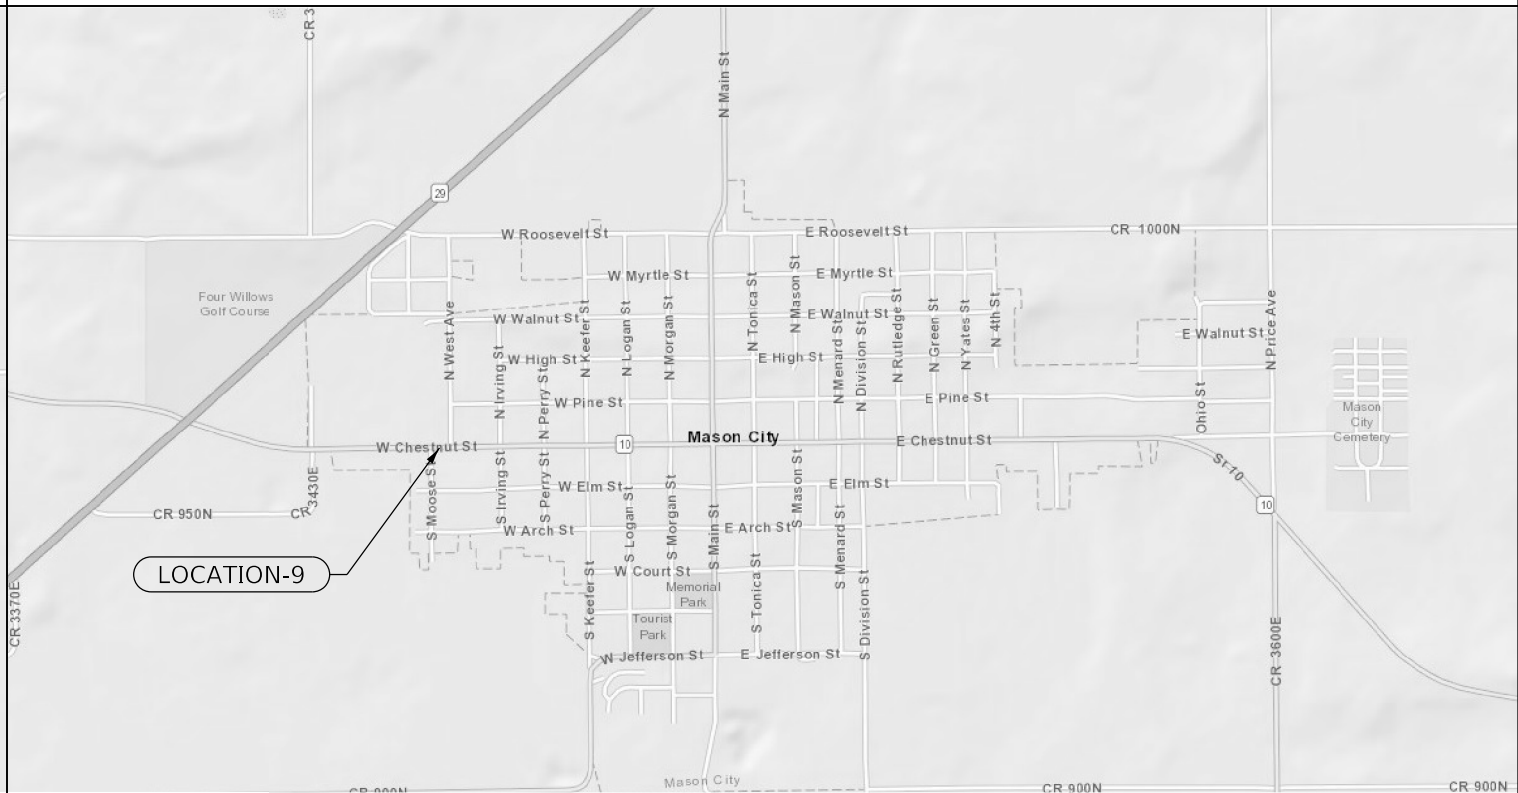 CR 3
N Main St
29
W Roosevelt St
E Roosevelt St
CR 1000N
W Myrtle St
E Myrtle St
Four Willows
Golf Course
N West Ave
W Walnut St
N Keefer St
N Logan St
N Morgan St
N Tonica St
N Mason St
E Walnut St
N Menard St
N Division St
N Rutledge St
N Green St
N Yates St
N 4th St
E Walnut St
N Price Ave
N Irving St
W High St
E High St
N Perry St
W Pine St
E Pine St
Ohio St
Mason
City
Cemetery
W Chestnut St
10
Mason City
E Chestnut St
Sr 10
10
S Moose St
S Irving St
S Perry St
W Elm St
S Logan St
S Morgan St
S Main St
S Mason St
E Elm St
CR 3430E
CR 950N
CR
W Arch St
E Arch St
S Menard St
LOCATION-9
W Court St
Memorial
Park
S Keefer St
Tourist
Park
S Tonica St
S Division St
CR 3370E
W Jefferson St
E Jefferson St
CR 3600E
Mason City
CR 900N
CR 900N
CR 900N